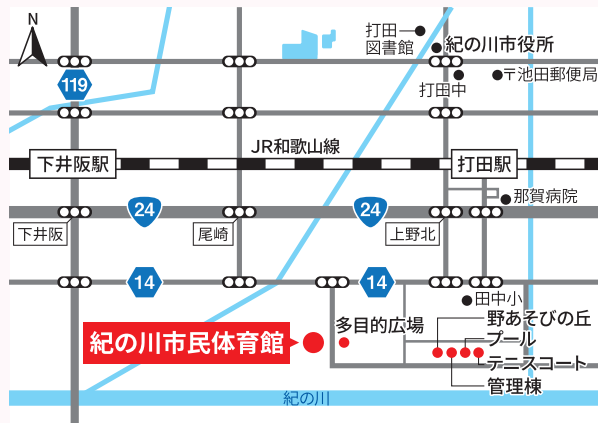 N
打田
図書館
紀の川市役所
119
打田中
〒池田郵便局
JR和歌山線
下井阪駅
打田駅
那賀病院
24
24
下井阪
尾崎
上野北
14
14
田中小
多目的広場
野あそびの丘
プール
紀の川市民体育館
テニスコート
管理棟
紀の川